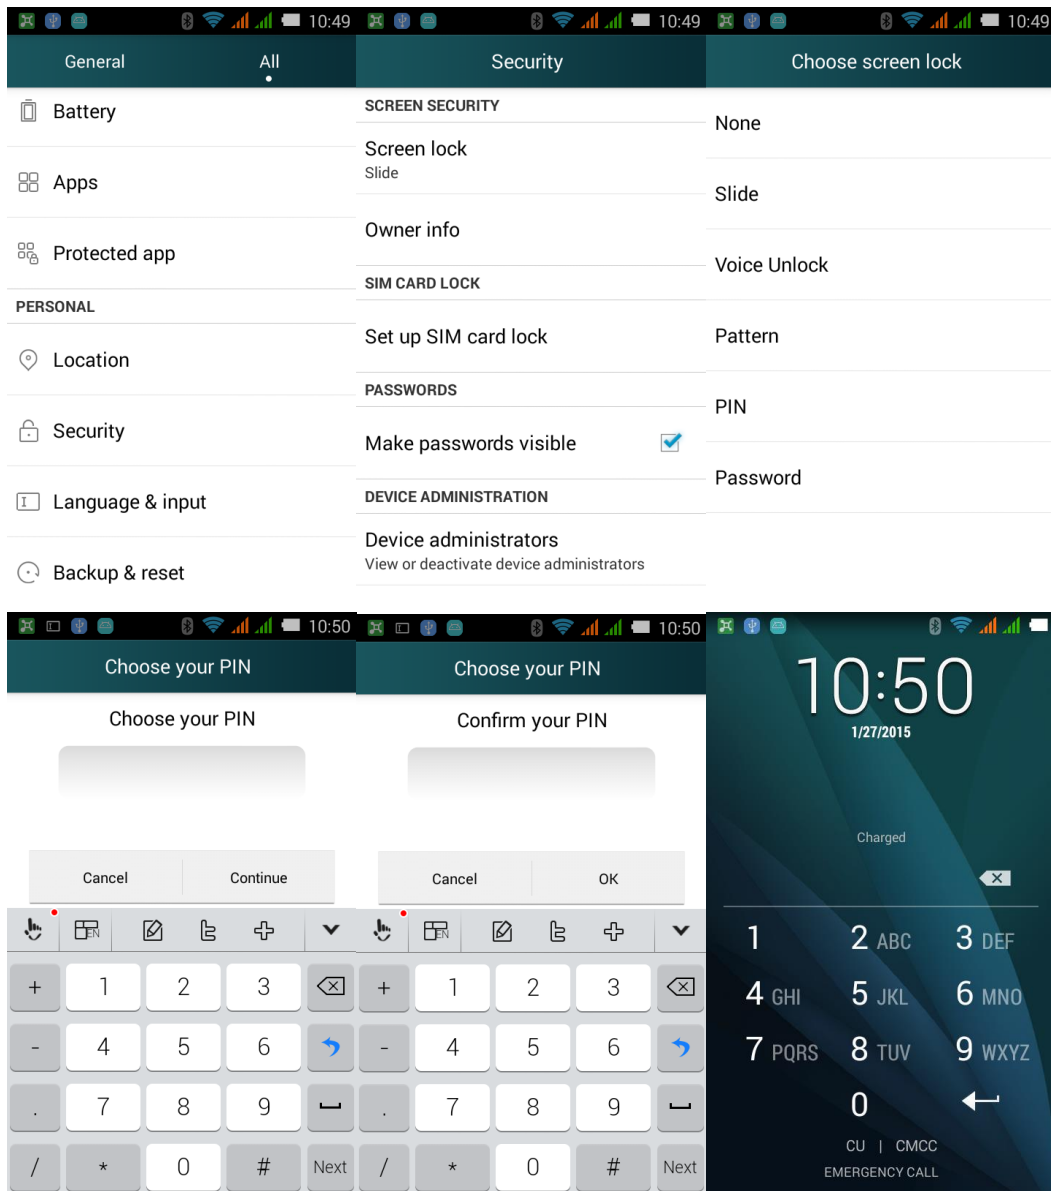 10:49
General All
Battery
Apps
Protected app
PERSONAL
Location
Security
Language & input
Backup & reset
10:49
Security
SCREEN SECURITY
Screen lock
Slide
Owner info
SIM CARD LOCK
Set up SIM card lock
PASSWORDS
Make passwords visible
DEVICE ADMINISTRATION
Device administrators
View or deactivate device administrators
10:49
Choose screen lock
None
Slide
Voice Unlock
Pattern
PIN
Password
10:50
Choose your PIN
Choose your PIN
Cancel Continue
EN
+ 1 2 3
- 4 5 6
. 7 8 9
/ * 0 # Next
10:50
Choose your PIN
Confirm your PIN
Cancel OK
EN
+ 1 2 3
- 4 5 6
. 7 8 9
/ * 0 # Next
10:50
1/27/2015
Charged
1 2 ABC 3 DEF
4 GHI 5 JKL 6 MNO
7 PQRS 8 TUV 9 WXYZ
0
CU | CMCC
EMERGENCY CALL